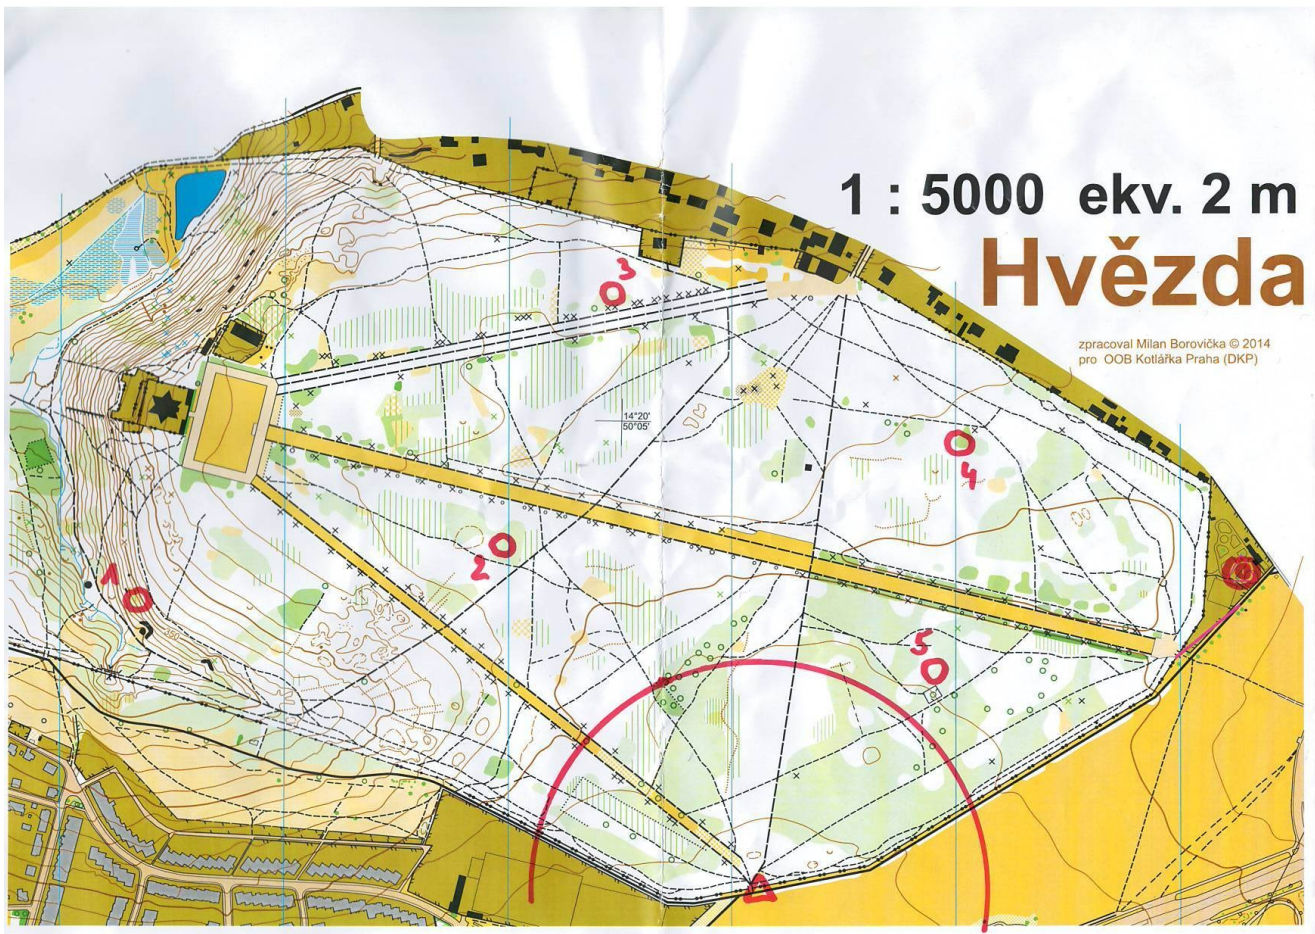 1 : 5000 ekv. 2 m
Hvězda
zpracoval Milan Borovička © 2014
pro OOB Kotlářka Praha (DKP)
3
14°20'
50°05'
4
2
1
350
5